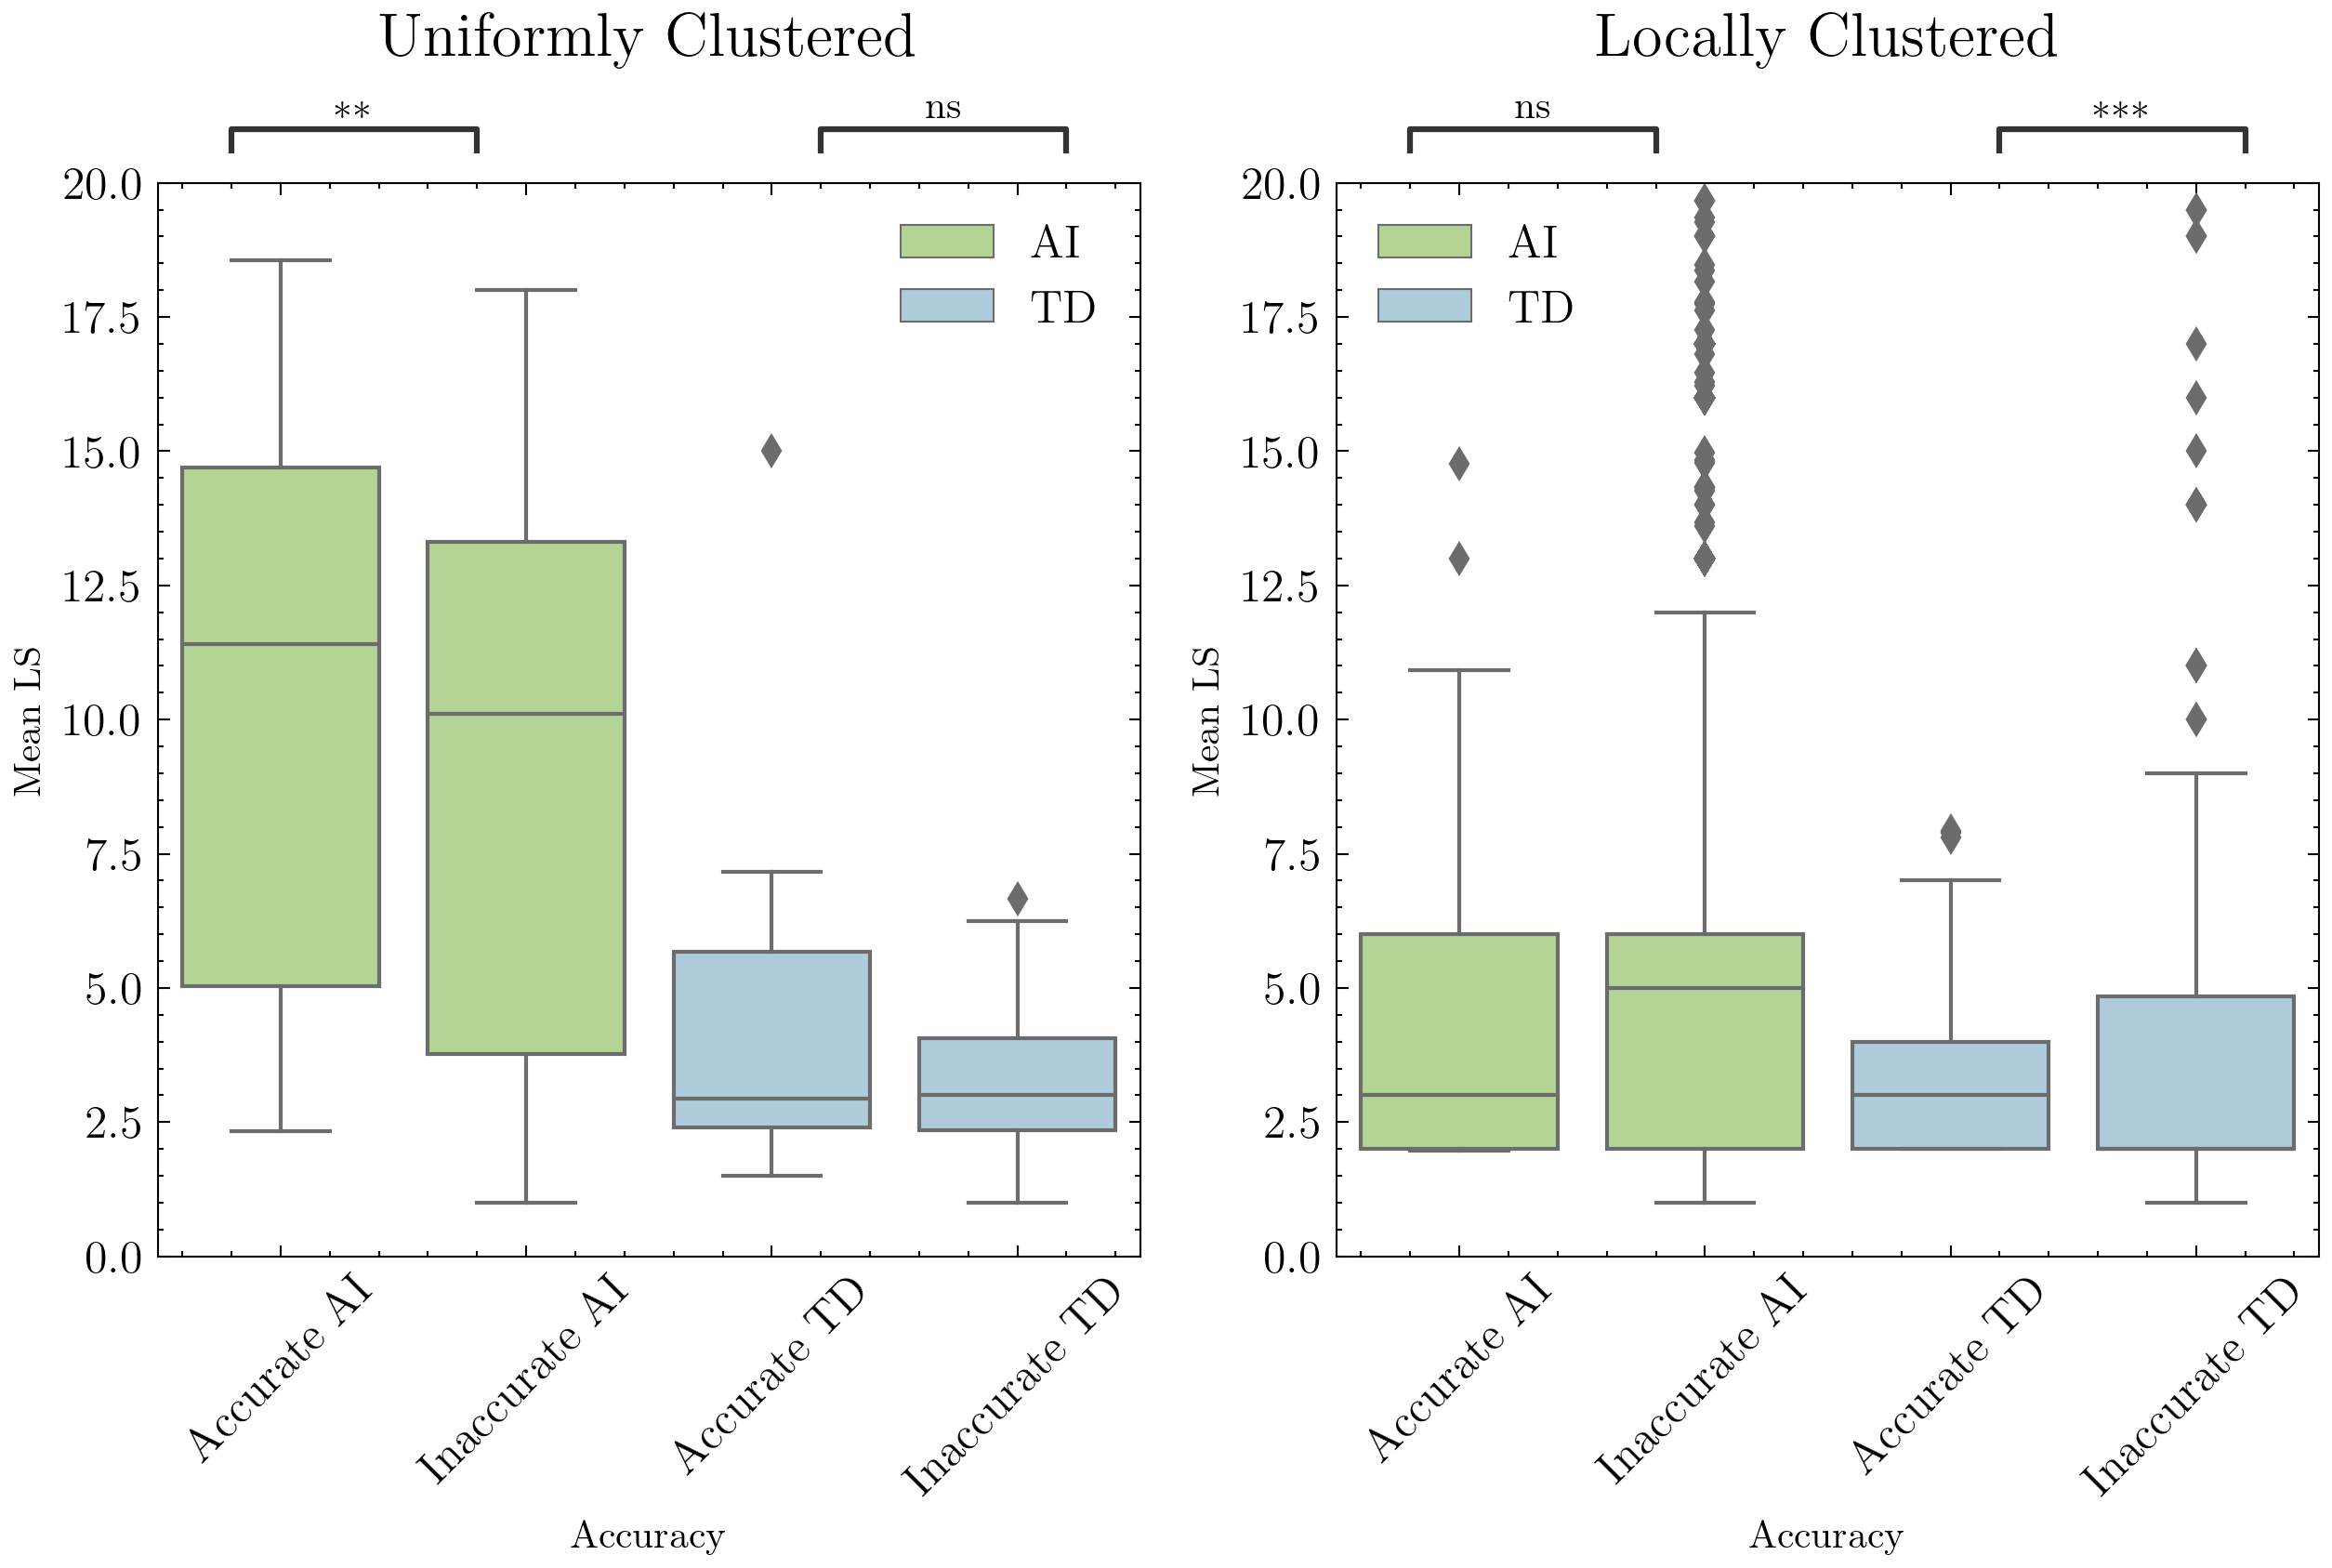 Uniformly Clustered
**
ns
20.0
17.5
15.0
12.5
10.0
7.5
5.0
2.5
0.0
Mean LS
AI
TD
Accurate AI
Inaccurate AI
Accurate TD
Inaccurate TD
Accuracy
Locally Clustered
ns
***
20.0
17.5
15.0
12.5
10.0
7.5
5.0
2.5
0.0
Mean LS
AI
TD
Accurate AI
Inaccurate AI
Accurate TD
Inaccurate TD
Accuracy